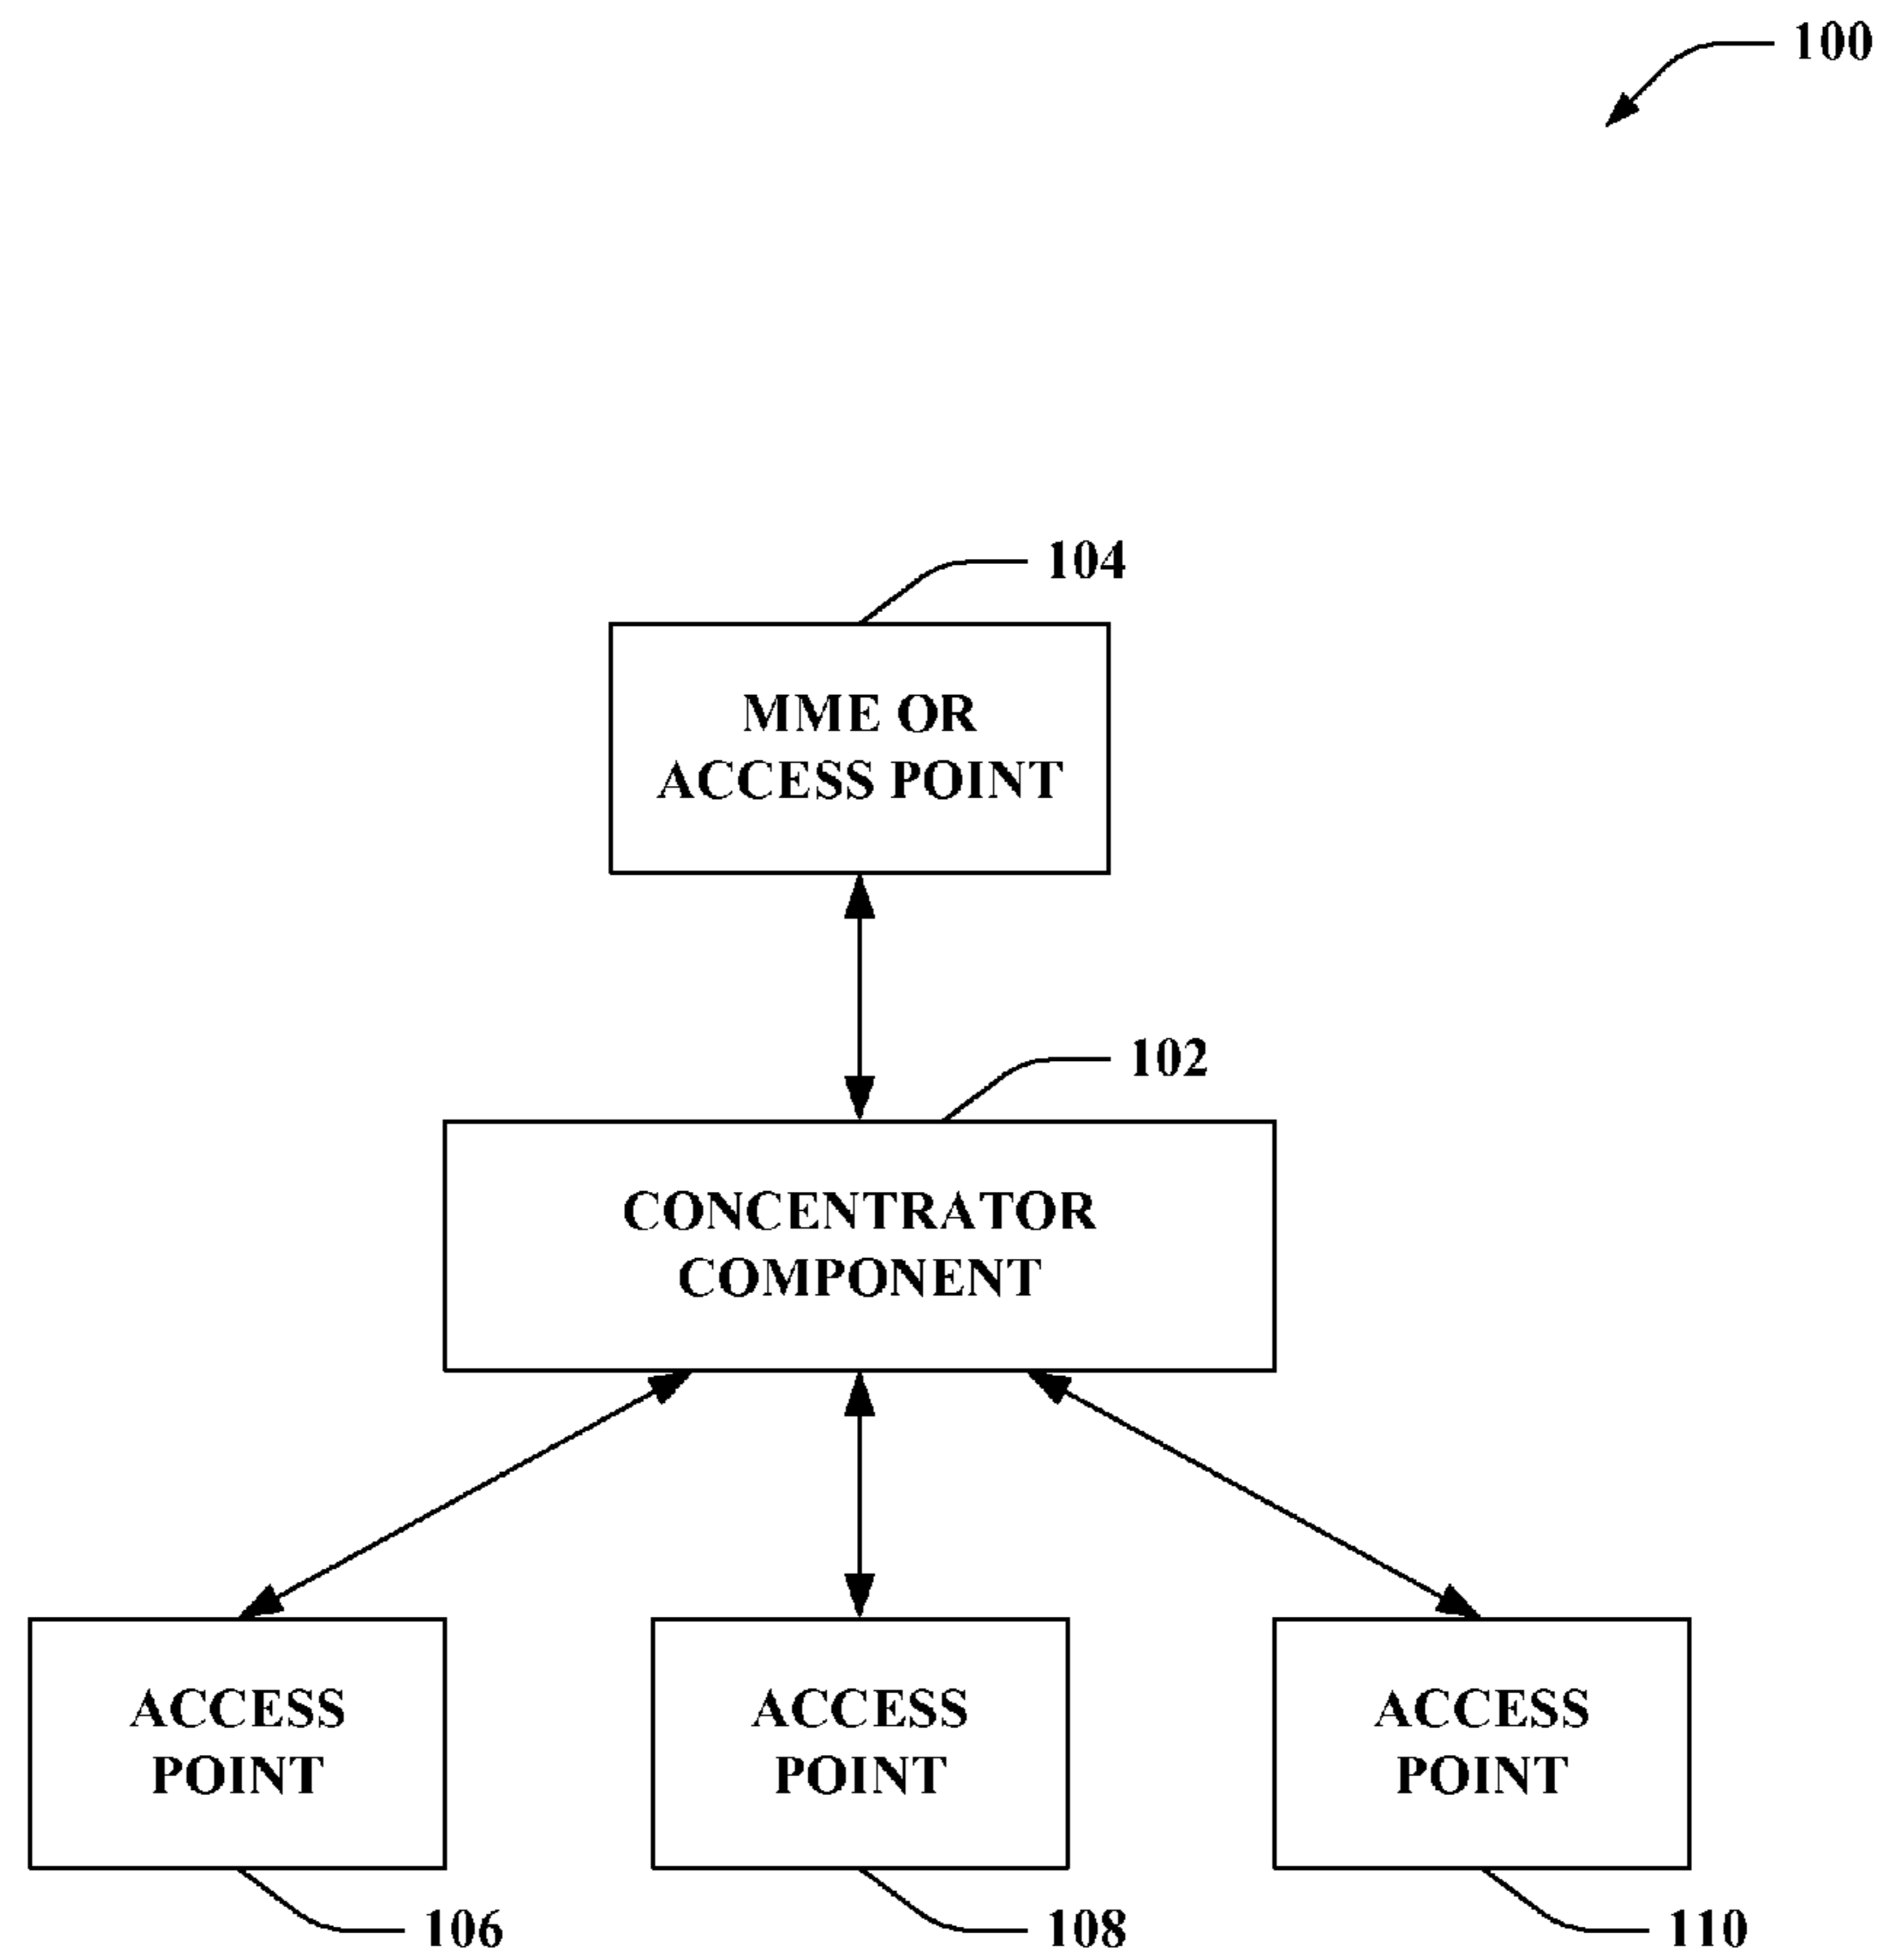 100
104
MME OR
ACCESS POINT
102
CONCENTRATOR
COMPONENT
ACCESS
POINT
ACCESS
POINT
ACCESS
POINT
106
108
110